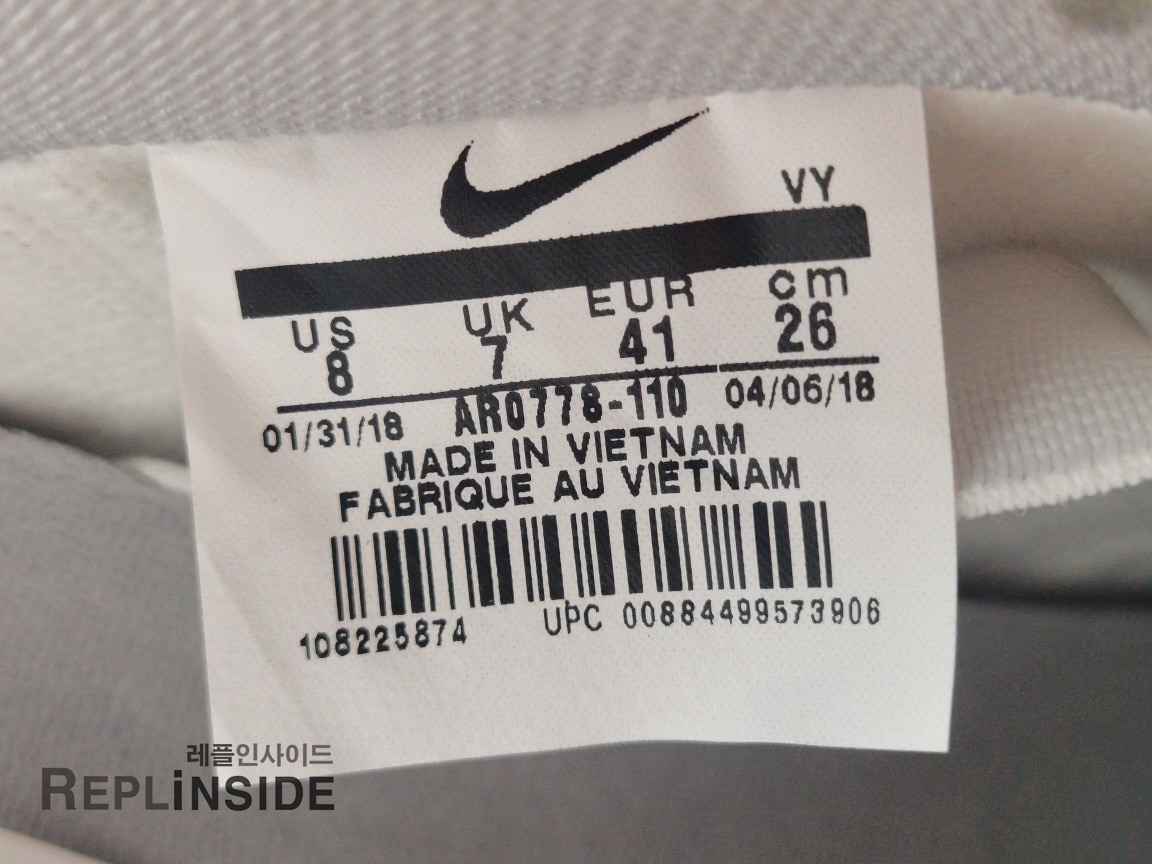 VY
US UK EUR cm
8 7 41 26
01/31/18 AR0778-110 04/06/18
MADE IN VIETNAM
FABRIQUE AU VIETNAM
108225874 UPC 00884499573906
레플인사이드
REPLiNSIDE